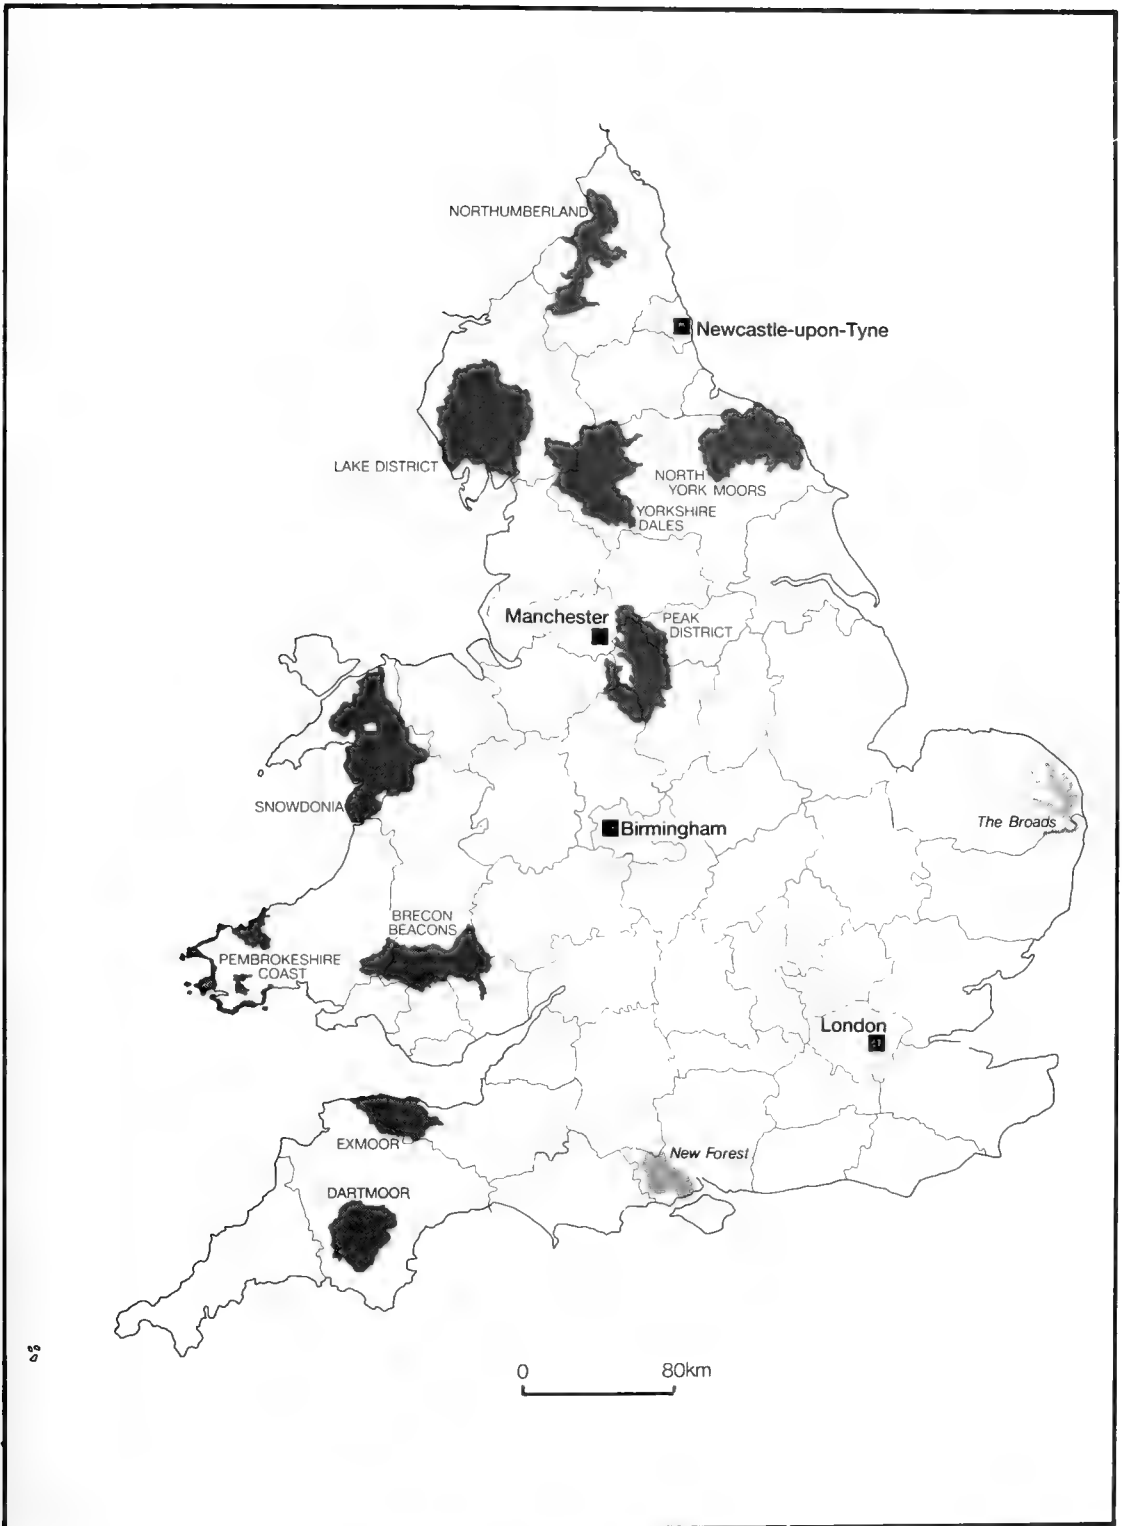 NORTHUMBERLAND
Newcastle-upon-Tyne
LAKE DISTRICT
NORTH
YORK MOORS
YORKSHIRE
DALES
Manchester
PEAK
DISTRICT
SNOWDONIA
The Broads
Birmingham
BRECON
BEACONS
PEMBROKESHIRE
COAST
London
EXMOOR
New Forest
DARTMOOR
0 80km